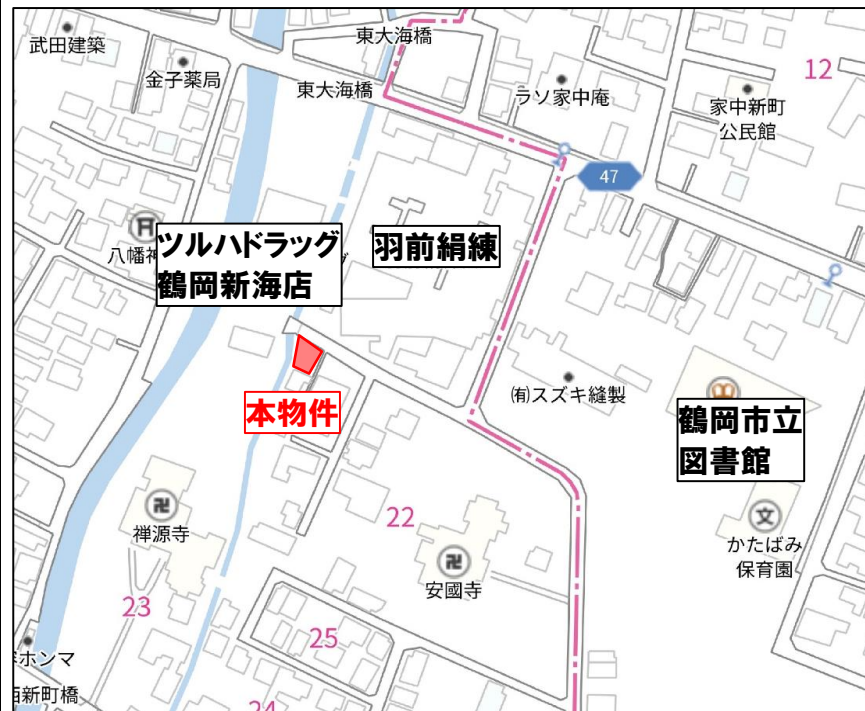 武田建築
東大海橋
金子薬局
東大海橋
ラソ家中庵
12
家中新町
公民館
47
八幡神
ツルハドラッグ
鶴岡新海店
羽前絹練
本物件
㈲スズキ縫製
鶴岡市立
図書館
禅源寺
22
安國寺
かたばみ
保育園
文
23
25
ホンマ
新町橋
24